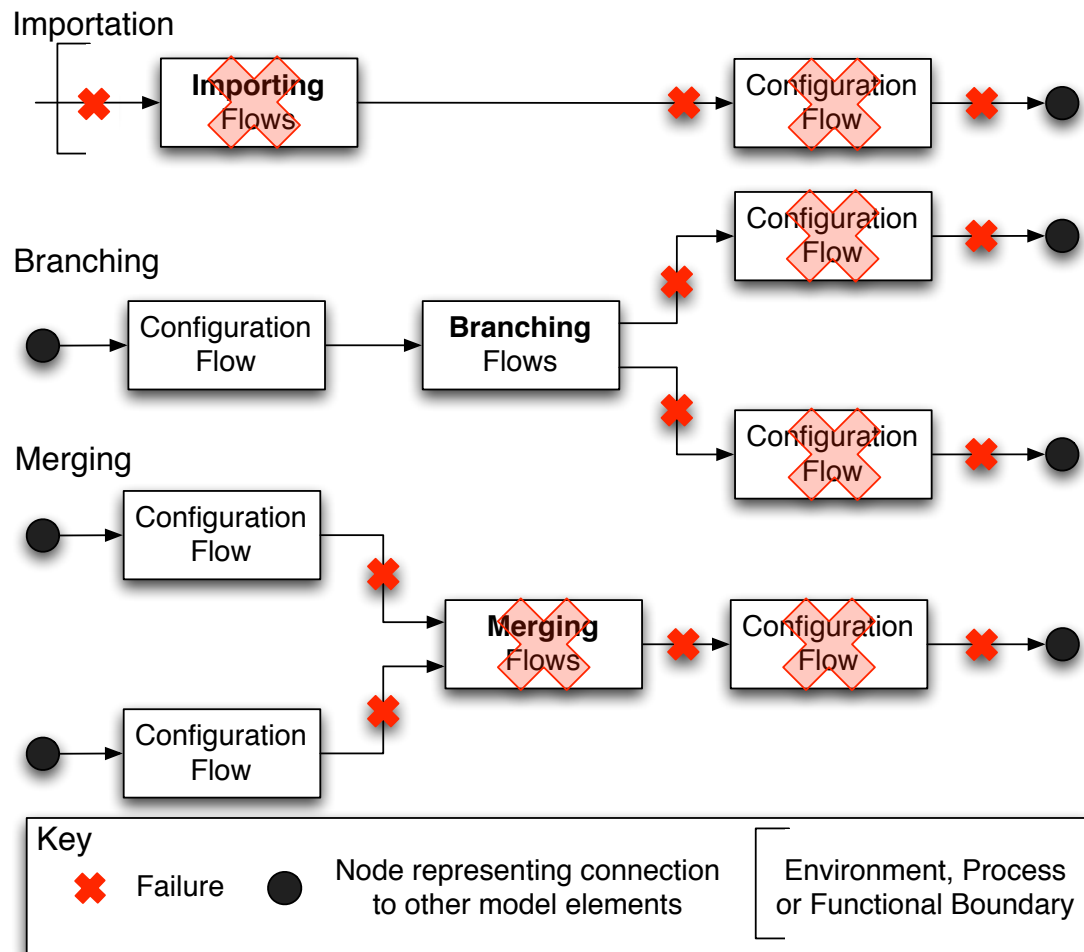 Importation
Importing
Flows
Configuration
Flow
Configuration
Flow
Branching
Configuration
Flow
Branching
Flows
Configuration
Flow
Merging
Configuration
Flow
Merging
Flows
Configuration
Flow
Configuration
Flow
Key
Failure
Node representing connection
to other model elements
Environment, Process
or Functional Boundary